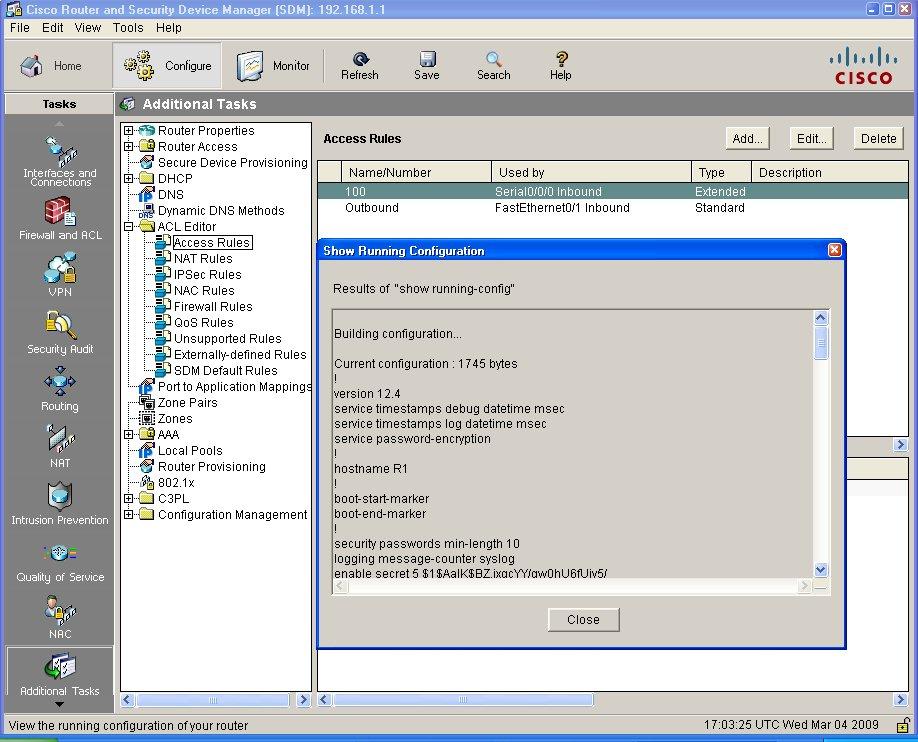 Cisco Router and Security Device Manager (SDM): 192.168.1.1
File Edit View Tools Help
Home Configure Monitor Refresh Save Search Help
CISCO
Tasks
Interfaces and
Connections
Firewall and ACL
VPN
Security Audit
Routing
NAT
Intrusion Prevention
Quality of Service
NAC
Additional Tasks
Additional Tasks
Router Properties
Router Access
Secure Device Provisioning
DHCP
DNS
Dynamic DNS Methods
ACL Editor
Access Rules
NAT Rules
IPSec Rules
NAC Rules
Firewall Rules
QoS Rules
Unsupported Rules
Externally-defined Rules
SDM Default Rules
Port to Application Mappings
Zone Pairs
Zones
AAA
Local Pools
Router Provisioning
802.1x
C3PL
Configuration Management
Access Rules
Add... Edit... Delete
Name/Number Used by Type Description
100 Serial0/0/0 Inbound Extended
Outbound FastEthernet0/1 Inbound Standard
Show Running Configuration
Results of "show running-config"
Building configuration...
Current configuration : 1745 bytes
!
version 12.4
service timestamps debug datetime msec
service timestamps log datetime msec
service password-encryption
!
hostname R1
!
boot-start-marker
boot-end-marker
!
security passwords min-length 10
logging message-counter syslog
enable secret 5
Close
View the running configuration of your router
17:03:25 UTC Wed Mar 04 2009